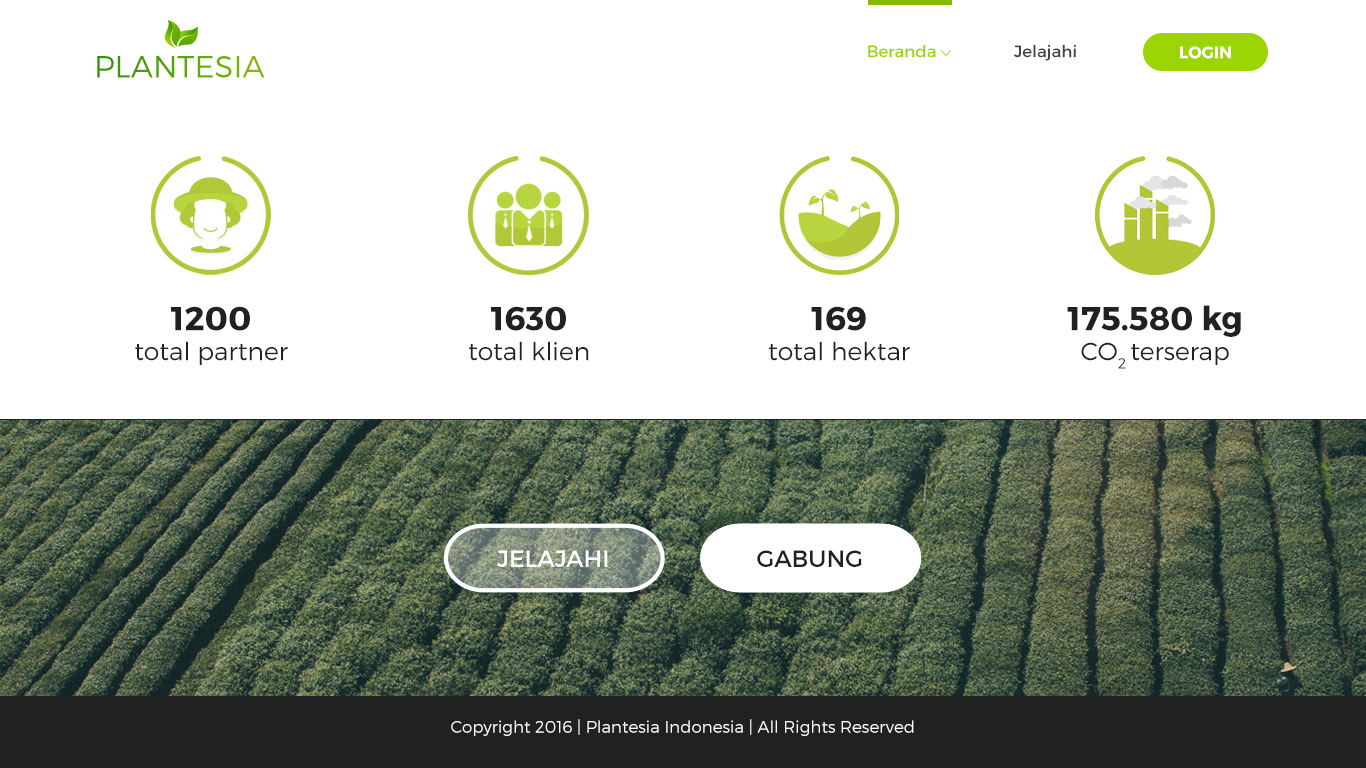 PLANTESIA
Beranda
Jelajahi
LOGIN
1200
total partner
1630
total klien
169
total hektar
175.580 kg
CO₂ terserap
JELAJAHI
GABUNG
Copyright 2016 | Plantesia Indonesia | All Rights Reserved